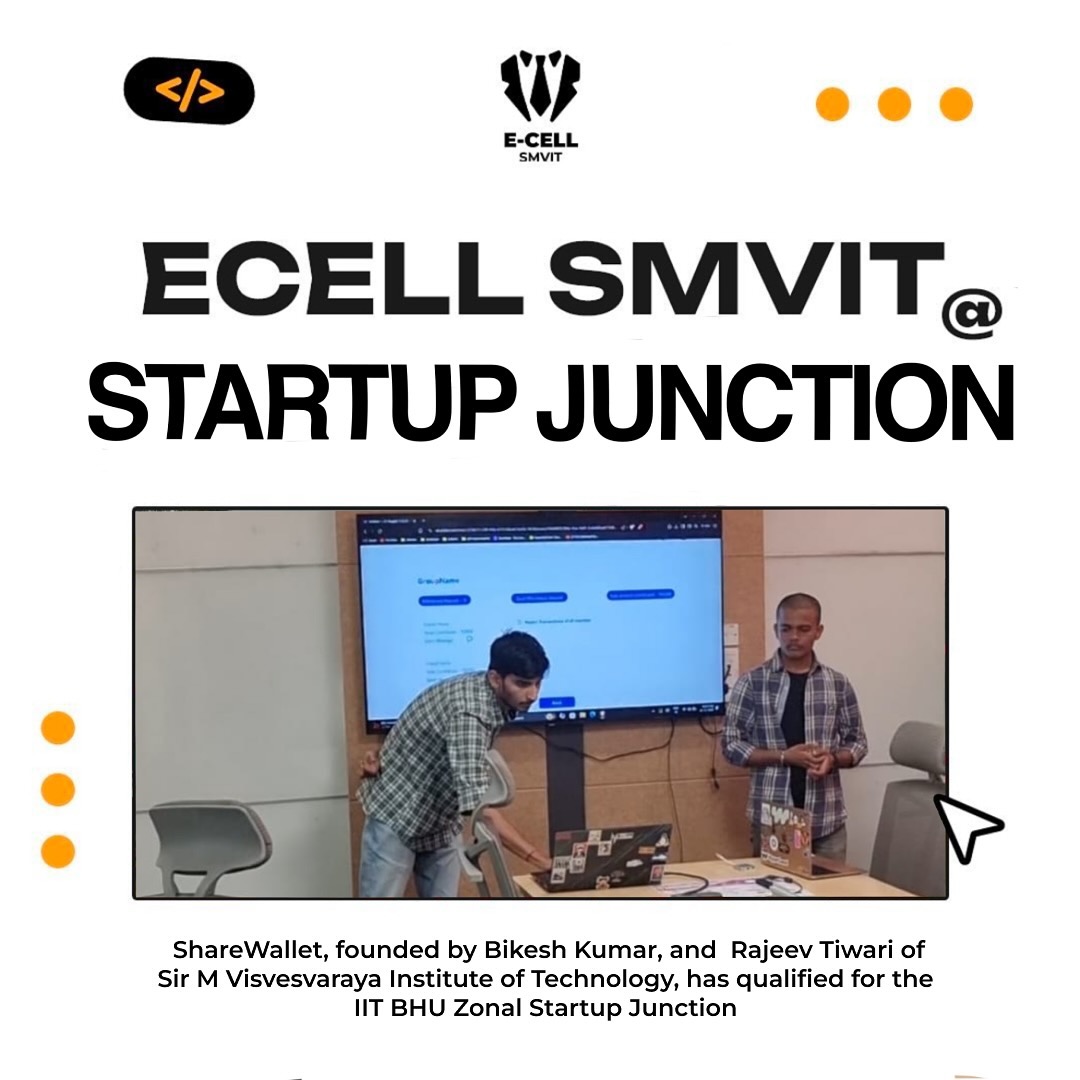 </>
E-CELL
SMVIT
ECELL SMVIT@
STARTUP JUNCTION
GroupName
ShareWallet, founded by Bikesh Kumar, and Rajeev Tiwari of
Sir M Visvesvaraya Institute of Technology, has qualified for the
IIT BHU Zonal Startup Junction